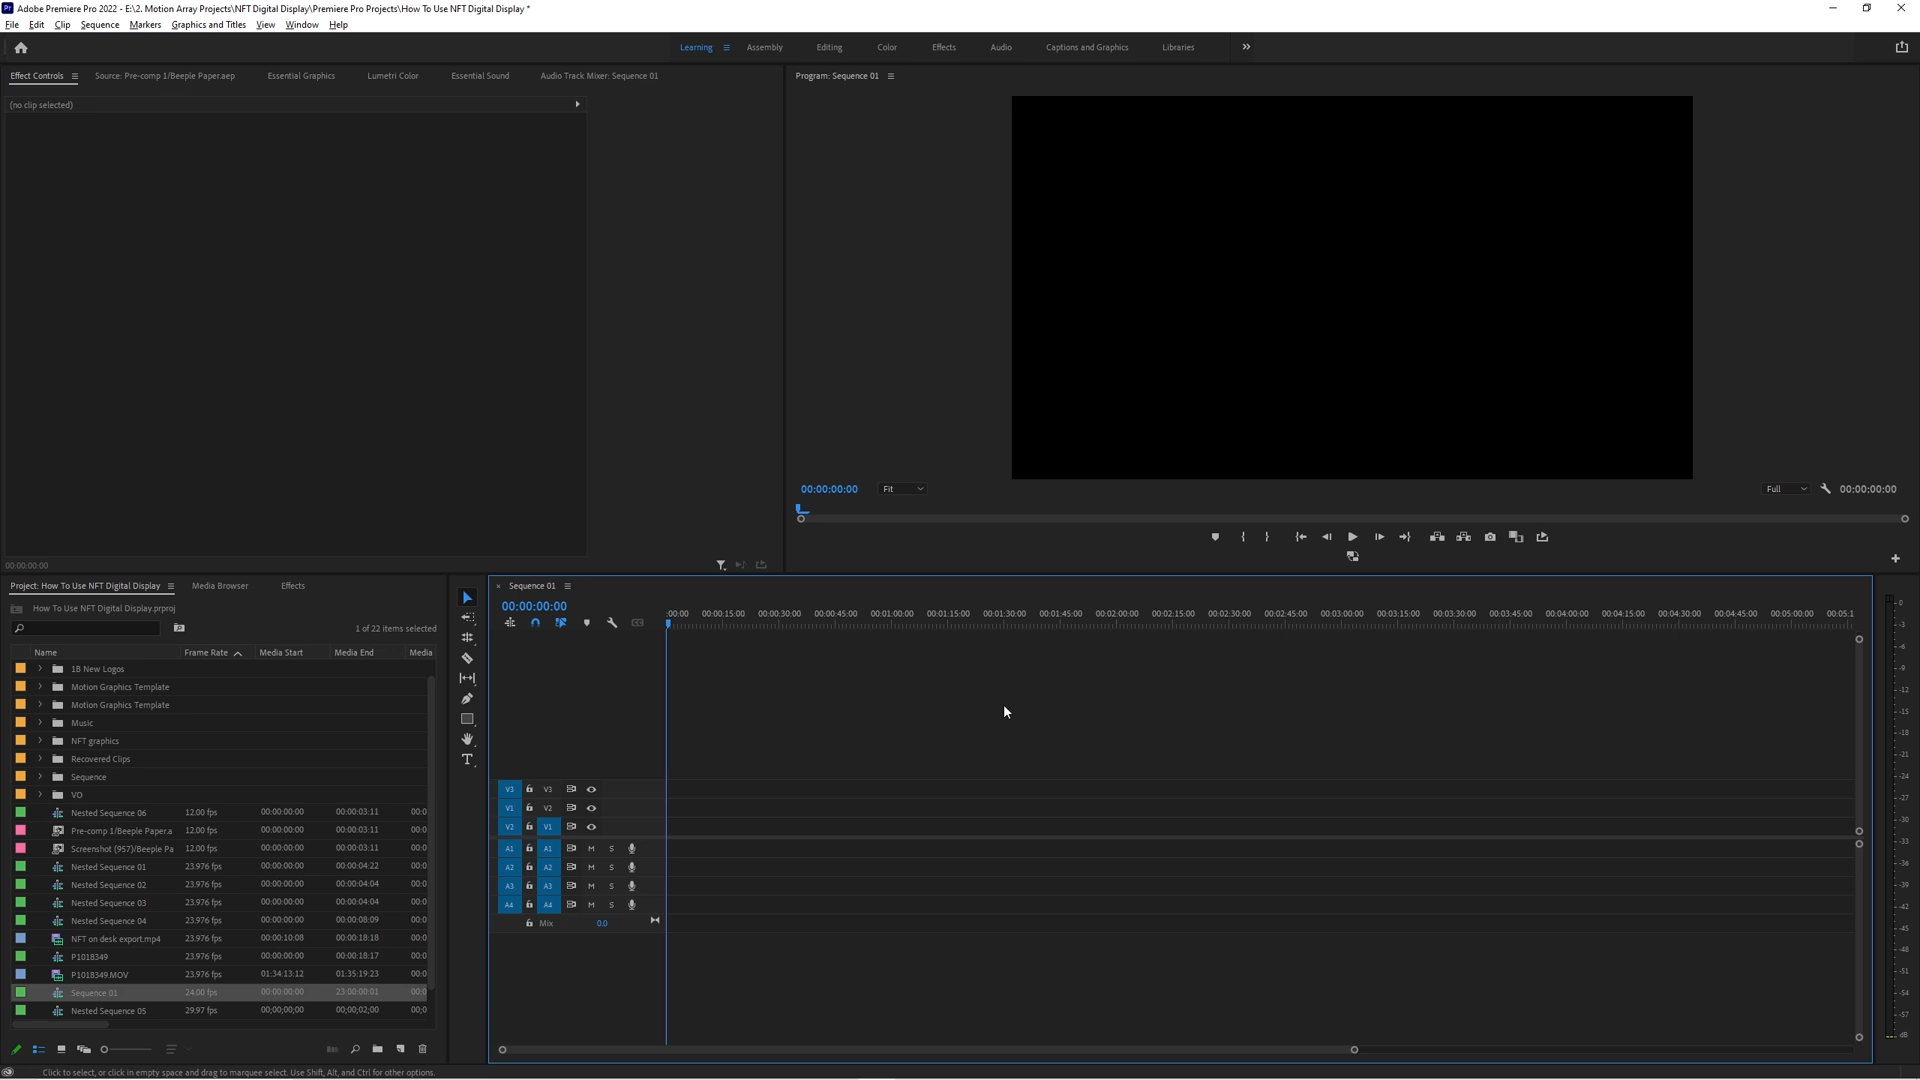 Adobe Premiere Pro 2022 - E:\2. Motion Array Projects\NFT Digital Display\Premiere Pro Projects\How To Use NFT Digital Display *
File Edit Clip Sequence Markers Graphics and Titles View Window Help
Learning Assembly Editing Color Effects Audio Captions and Graphics Libraries
Effect Controls Source: Pre-comp 1/Beeple Paper.aep Essential Graphics Lumetri Color Essential Sound Audio Track Mixer: Sequence 01
Program: Sequence 01
(no clip selected)
00:00:00:00 Fit Full 00:00:00:00
00:00:00:00
Project: How To Use NFT Digital Display Media Browser Effects
How To Use NFT Digital Display.prproj
1 of 22 items selected
Name Frame Rate Media Start Media End Media
1B New Logos
Motion Graphics Template
Motion Graphics Template
Music
NFT graphics
Recovered Clips
Sequence
VO
Nested Sequence 06 12.00 fps 00:00:00:00 00:00:03:11 00:0
Pre-comp 1/Beeple Paper.a 12.00 fps 00:00:00:00 00:00:03:11 00:0
Screenshot (957)/Beeple Pa 12.00 fps 00:00:00:00 00:00:03:11 00:0
Nested Sequence 01 23.976 fps 00:00:00:00 00:00:04:22 00:0
Nested Sequence 02 23.976 fps 00:00:00:00 00:00:04:04 00:0
Nested Sequence 03 23.976 fps 00:00:00:00 00:00:04:04 00:0
Nested Sequence 04 23.976 fps 00:00:00:00 00:00:08:09 00:0
NFT on desk export.mp4 23.976 fps 00:00:10:08 00:00:18:18 00:0
P1018349 23.976 fps 00:00:00:00 00:00:18:17 00:0
P1018349.MOV 23.976 fps 01:34:13:12 01:35:19:23 00:0
Sequence 01 24.00 fps 00:00:00:00 23:00:00:01 00:0
Nested Sequence 05 29.97 fps 00;00;00;00 00;00;02;00 00;0
Sequence 01
00:00:00:00
:00:00 00:00:15:00 00:00:30:00 00:00:45:00 00:01:00:00 00:01:15:00 00:01:30:00 00:01:45:00 00:02:00:00 00:02:15:00 00:02:30:00 00:02:45:00 00:03:00:00 00:03:15:00 00:03:30:00 00:03:45:00 00:04:00:00 00:04:15:00 00:04:30:00 00:04:45:00 00:05:00:00 00:05:1
V3 V3
V1 V2
V2 V1
A1 A1 M S
A2 A2 M S
A3 A3 M S
A4 A4 M S
Mix 0.0
0
-3
-6
-9
-12
-15
-18
-21
-24
-27
-30
-33
-36
-39
-42
-45
-48
-51
-54
-57
dB
Click to select, or click in empty space and drag to marquee select. Use Shift, Alt, and Ctrl for other options.